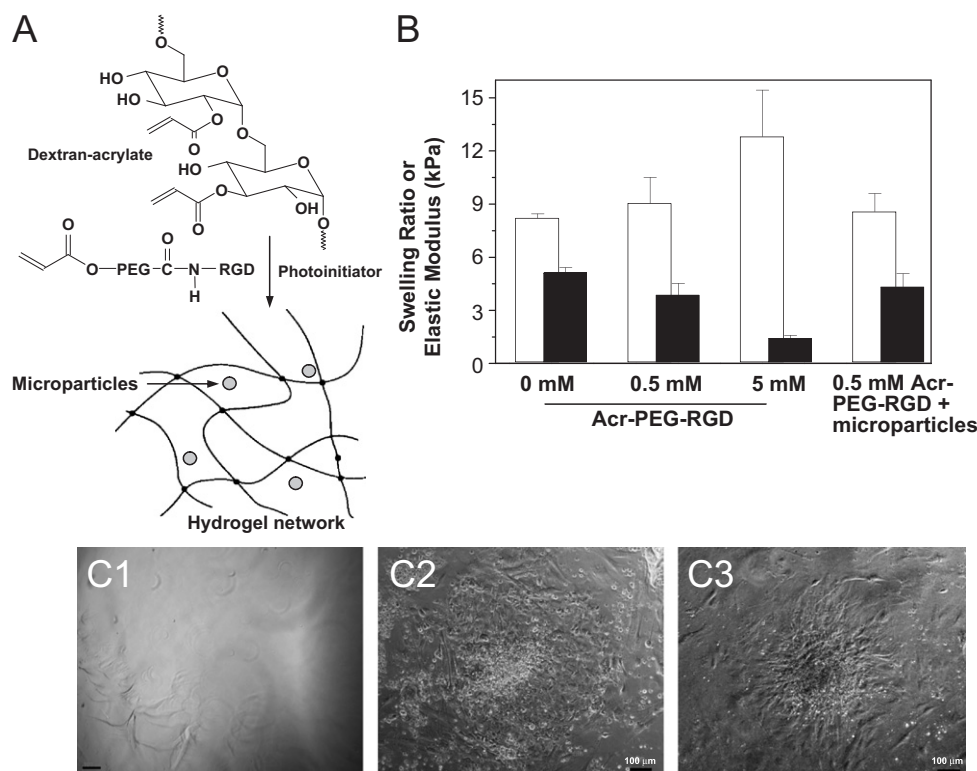 A
O
O
HO
HO
O
O
O
Dextran-acrylate
O
HO
O
O
O
OH
O
O
O
O
PEG
C
N
RGD
H
Photoinitiator
Microparticles
Hydrogel network
B
Swelling Ratio or
Elastic Modulus (kPa)
15
12
9
6
3
0
0 mM
0.5 mM
5 mM
0.5 mM Acr-
PEG-RGD +
microparticles
Acr-PEG-RGD
C1
C2
100 µm
C3
100 µm